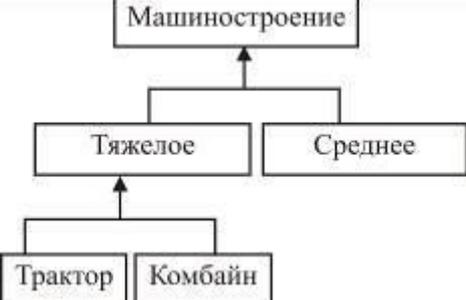 Машиностроение
Тяжелое
Среднее
Трактор
Комбайн